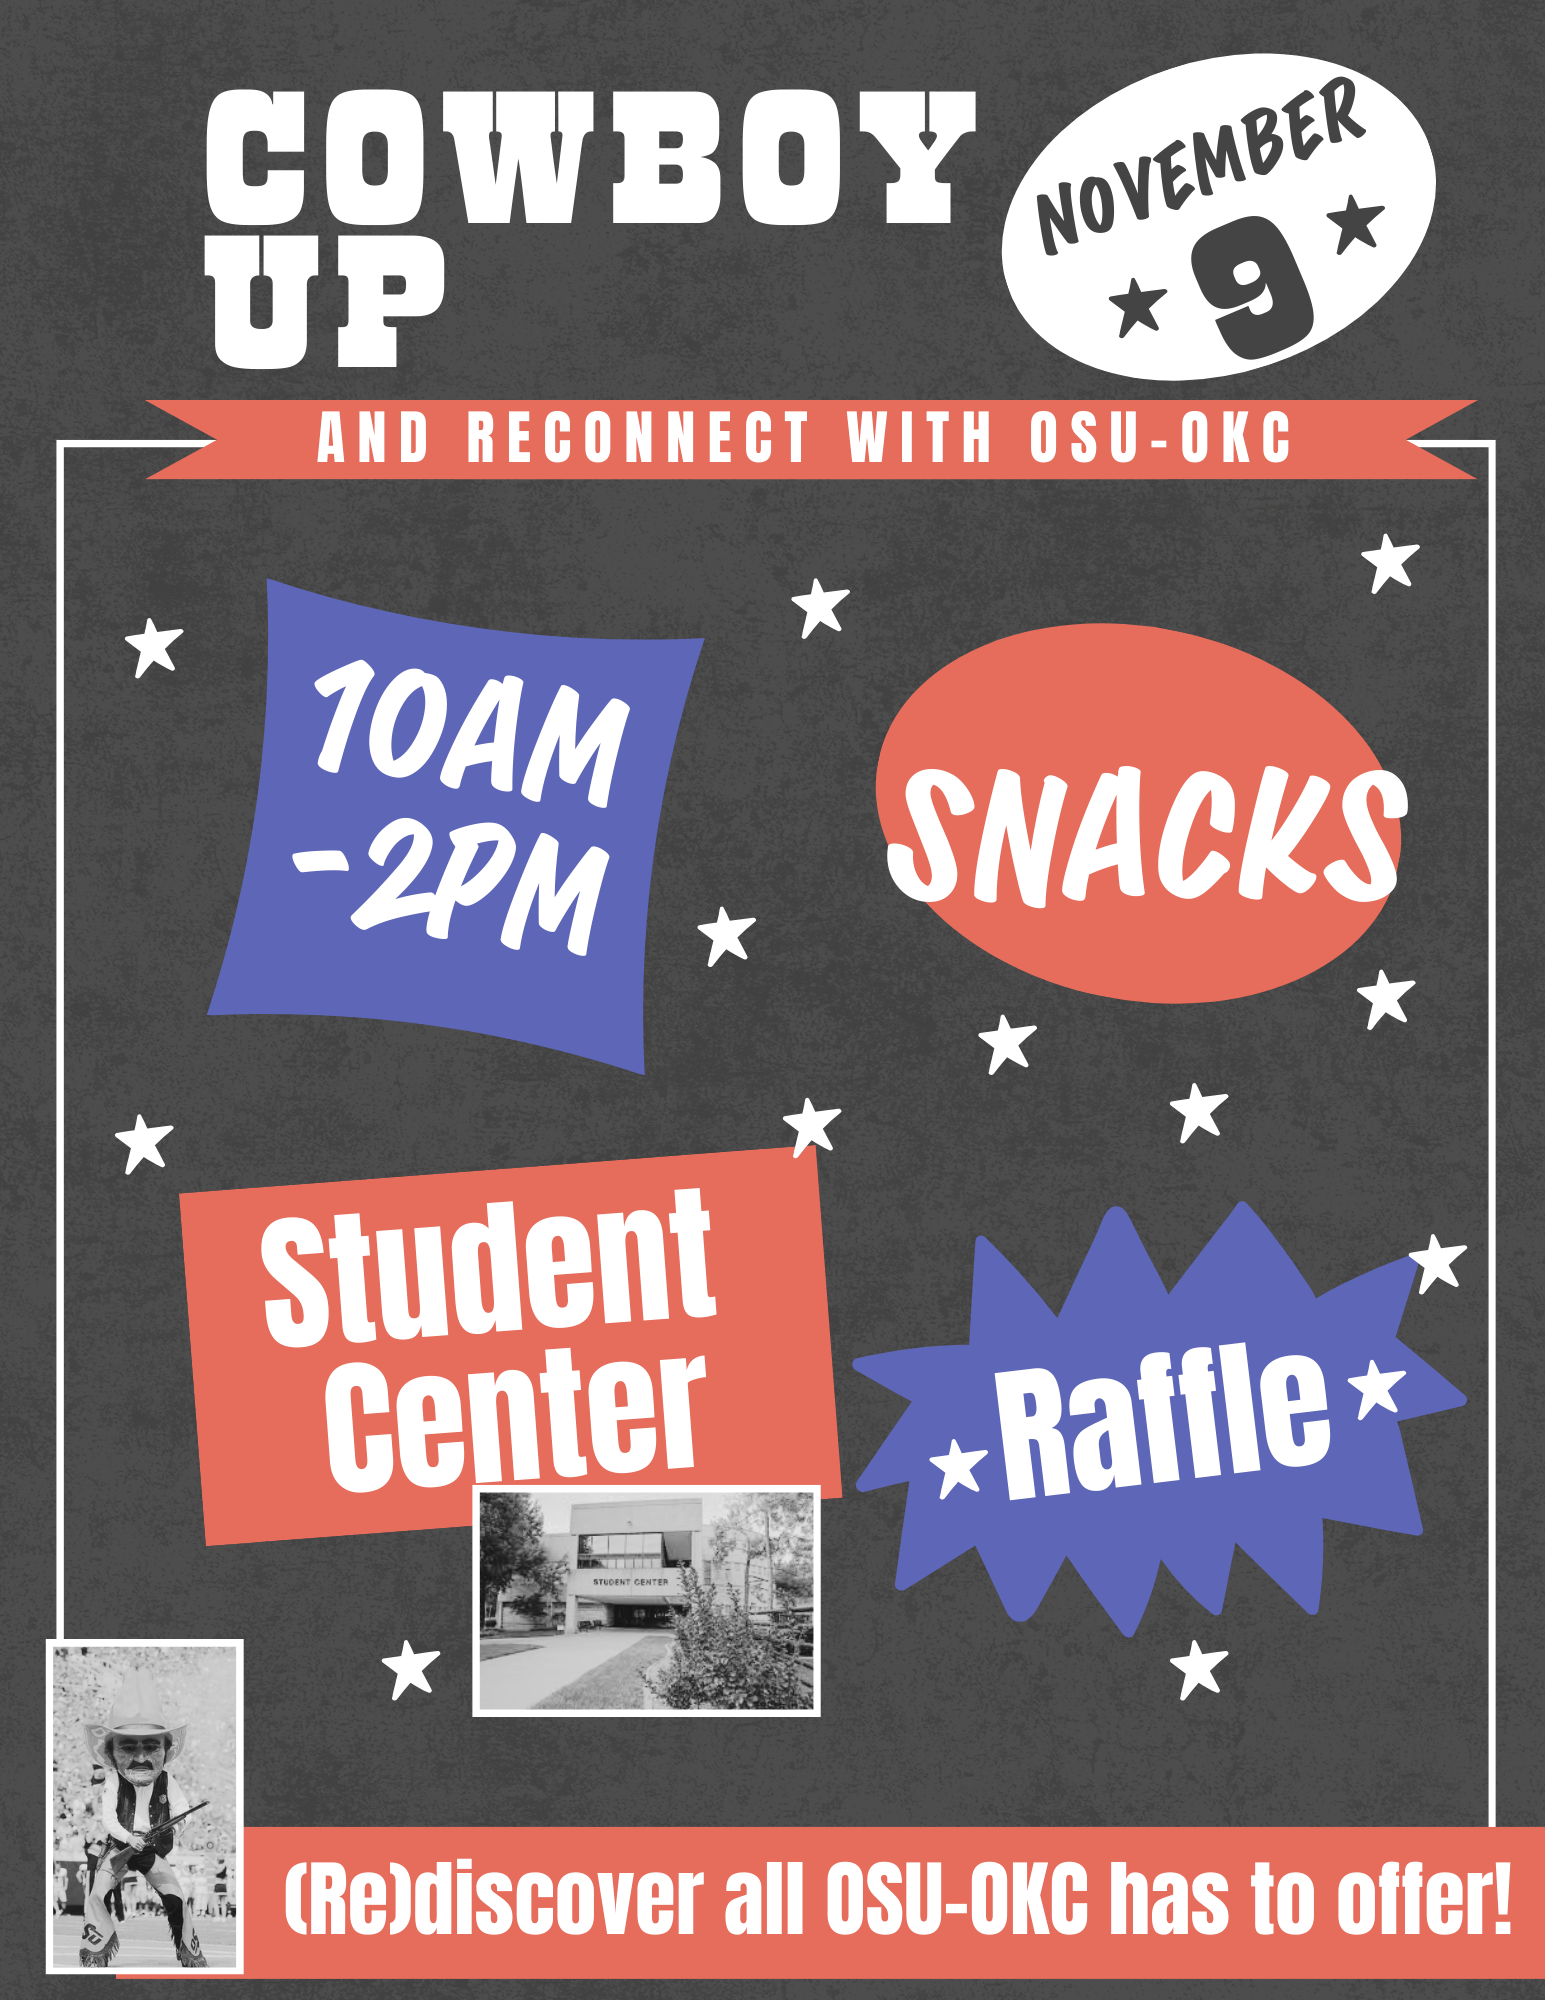 COWBOY
UP
NOVEMBER
9
AND RECONNECT WITH OSU-OKC
10AM
-2PM
SNACKS
Student
Center
Raffle
STUDENT CENTER
(Re)discover all OSU-OKC has to offer!